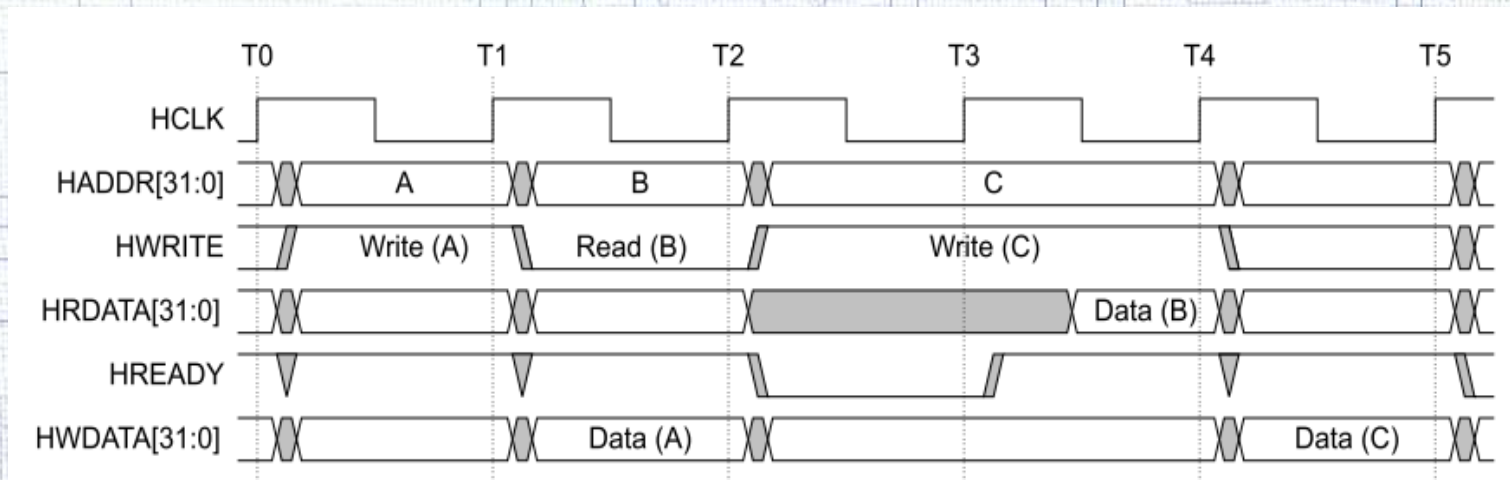 T0 T1 T2 T3 T4 T5
HCLK
HADDR[31:0] A B C
HWRITE Write (A) Read (B) Write (C)
HRDATA[31:0] Data (B)
HREADY
HWDATA[31:0] Data (A) Data (C)